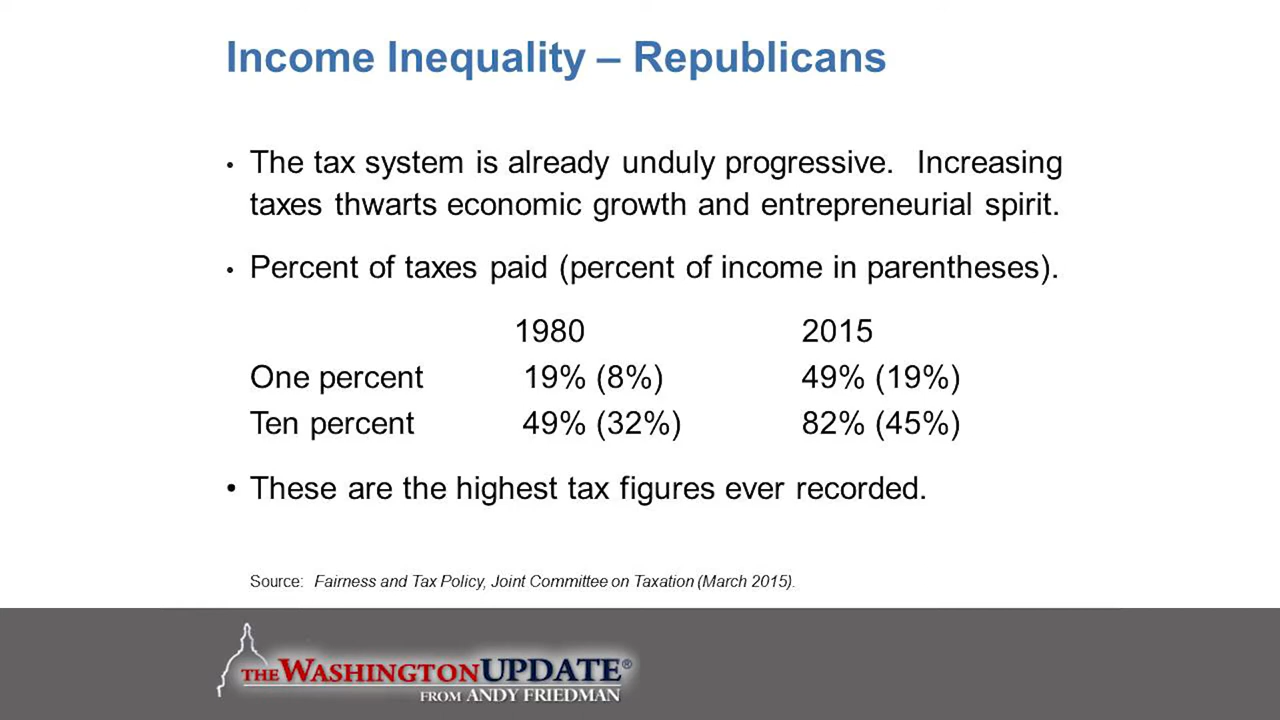 Income Inequality – Republicans
• The tax system is already unduly progressive. Increasing
taxes thwarts economic growth and entrepreneurial spirit.
• Percent of taxes paid (percent of income in parentheses).
1980 2015
One percent 19% (8%) 49% (19%)
Ten percent 49% (32%) 82% (45%)
• These are the highest tax figures ever recorded.
Source: Fairness and Tax Policy, Joint Committee on Taxation (March 2015).
THE WASHINGTON UPDATE®
FROM ANDY FRIEDMAN